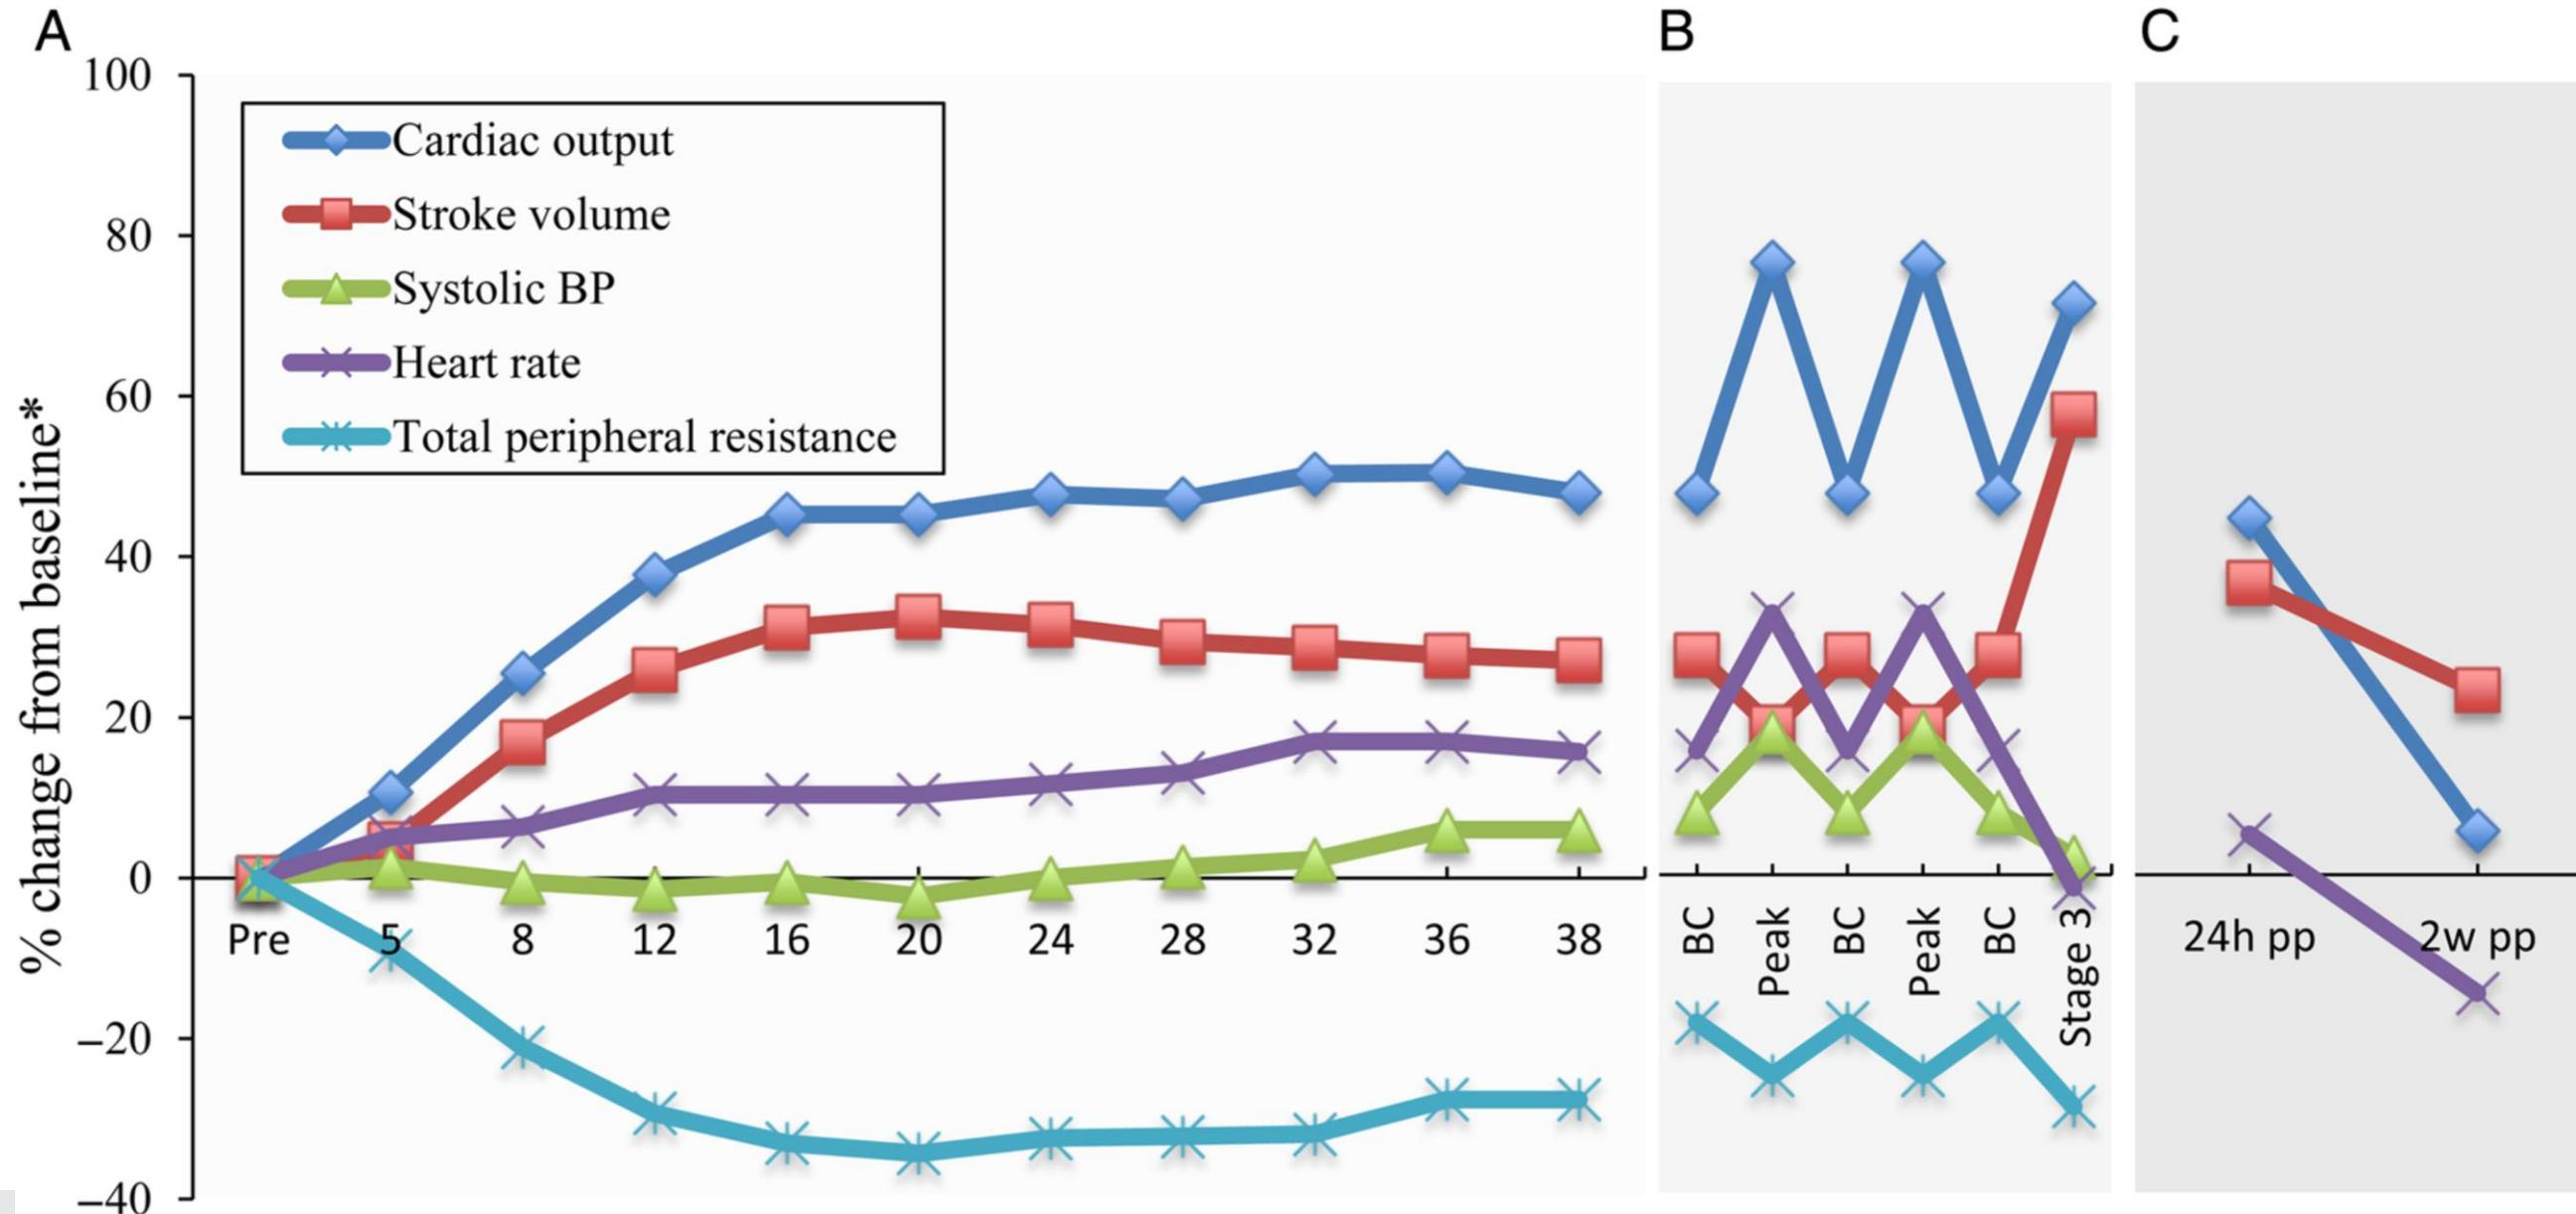 A
B
C
100
80
60
40
20
0
–20
–40
% change from baseline*
Cardiac output
Stroke volume
Systolic BP
Heart rate
Total peripheral resistance
Pre 5 8 12 16 20 24 28 32 36 38
BC Peak BC Peak BC Stage 3
24h pp 2w pp